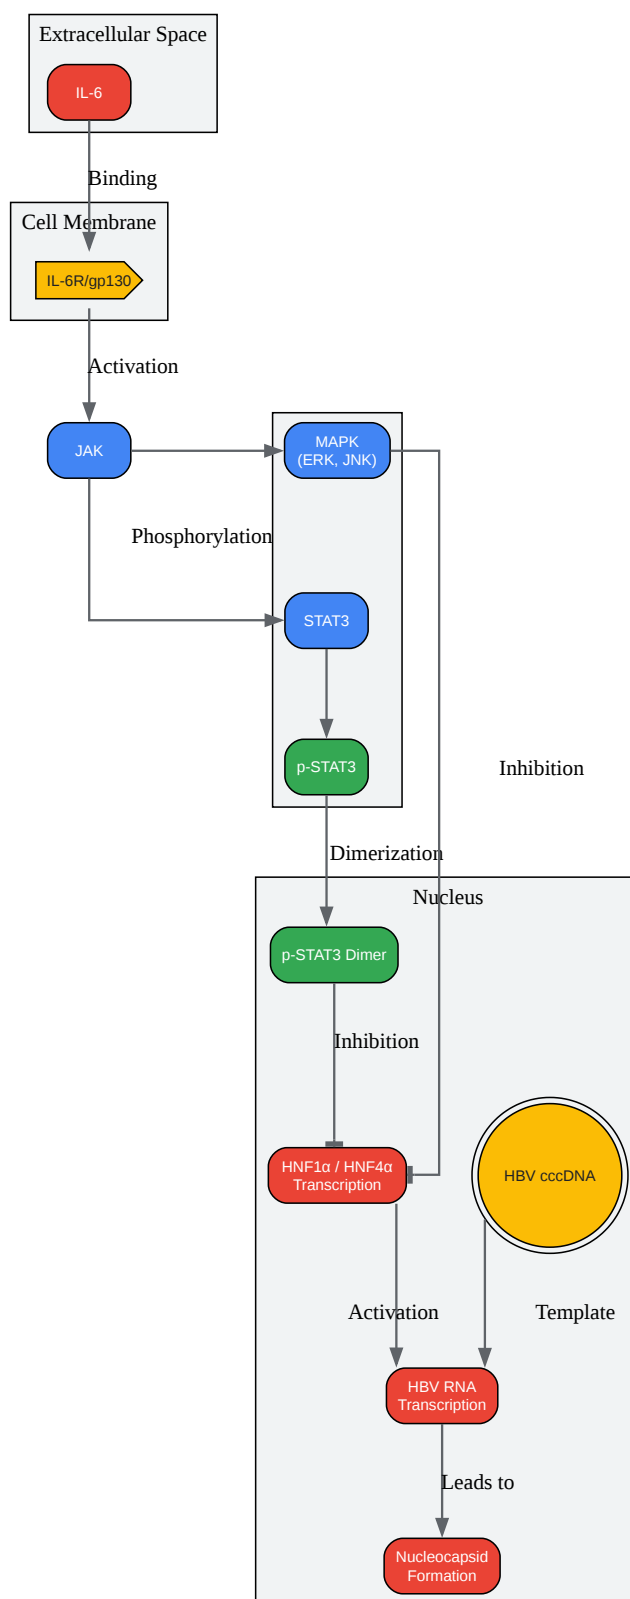 Extracellular Space
IL-6
Binding
Cell Membrane
IL-6R/gp130
Activation
JAK
MAPK
(ERK, JNK)
Phosphorylation
STAT3
p-STAT3
Inhibition
Dimerization
Nucleus
p-STAT3 Dimer
Inhibition
HNF1α / HNF4α
Transcription
HBV cccDNA
Activation
Template
HBV RNA
Transcription
Leads to
Nucleocapsid
Formation